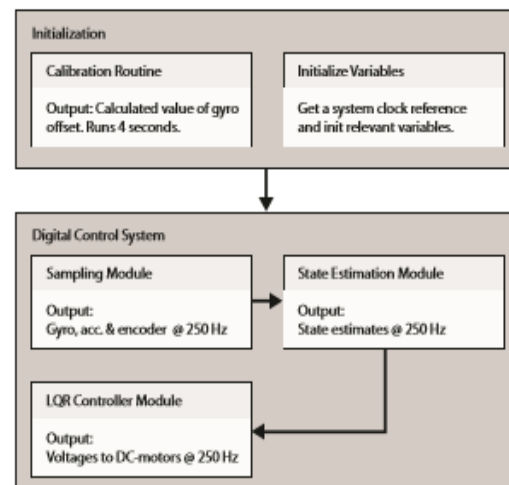 Initialization
Calibration Routine
Output: Calculated value of gyro
offset. Runs 4 seconds.
Initialize Variables
Get a system clock reference
and init relevant variables.
Digital Control System
Sampling Module
Output:
Gyro, acc. & encoder @ 250 Hz
State Estimation Module
Output:
State estimates @ 250 Hz
LQR Controller Module
Output:
Voltages to DC-motors @ 250 Hz